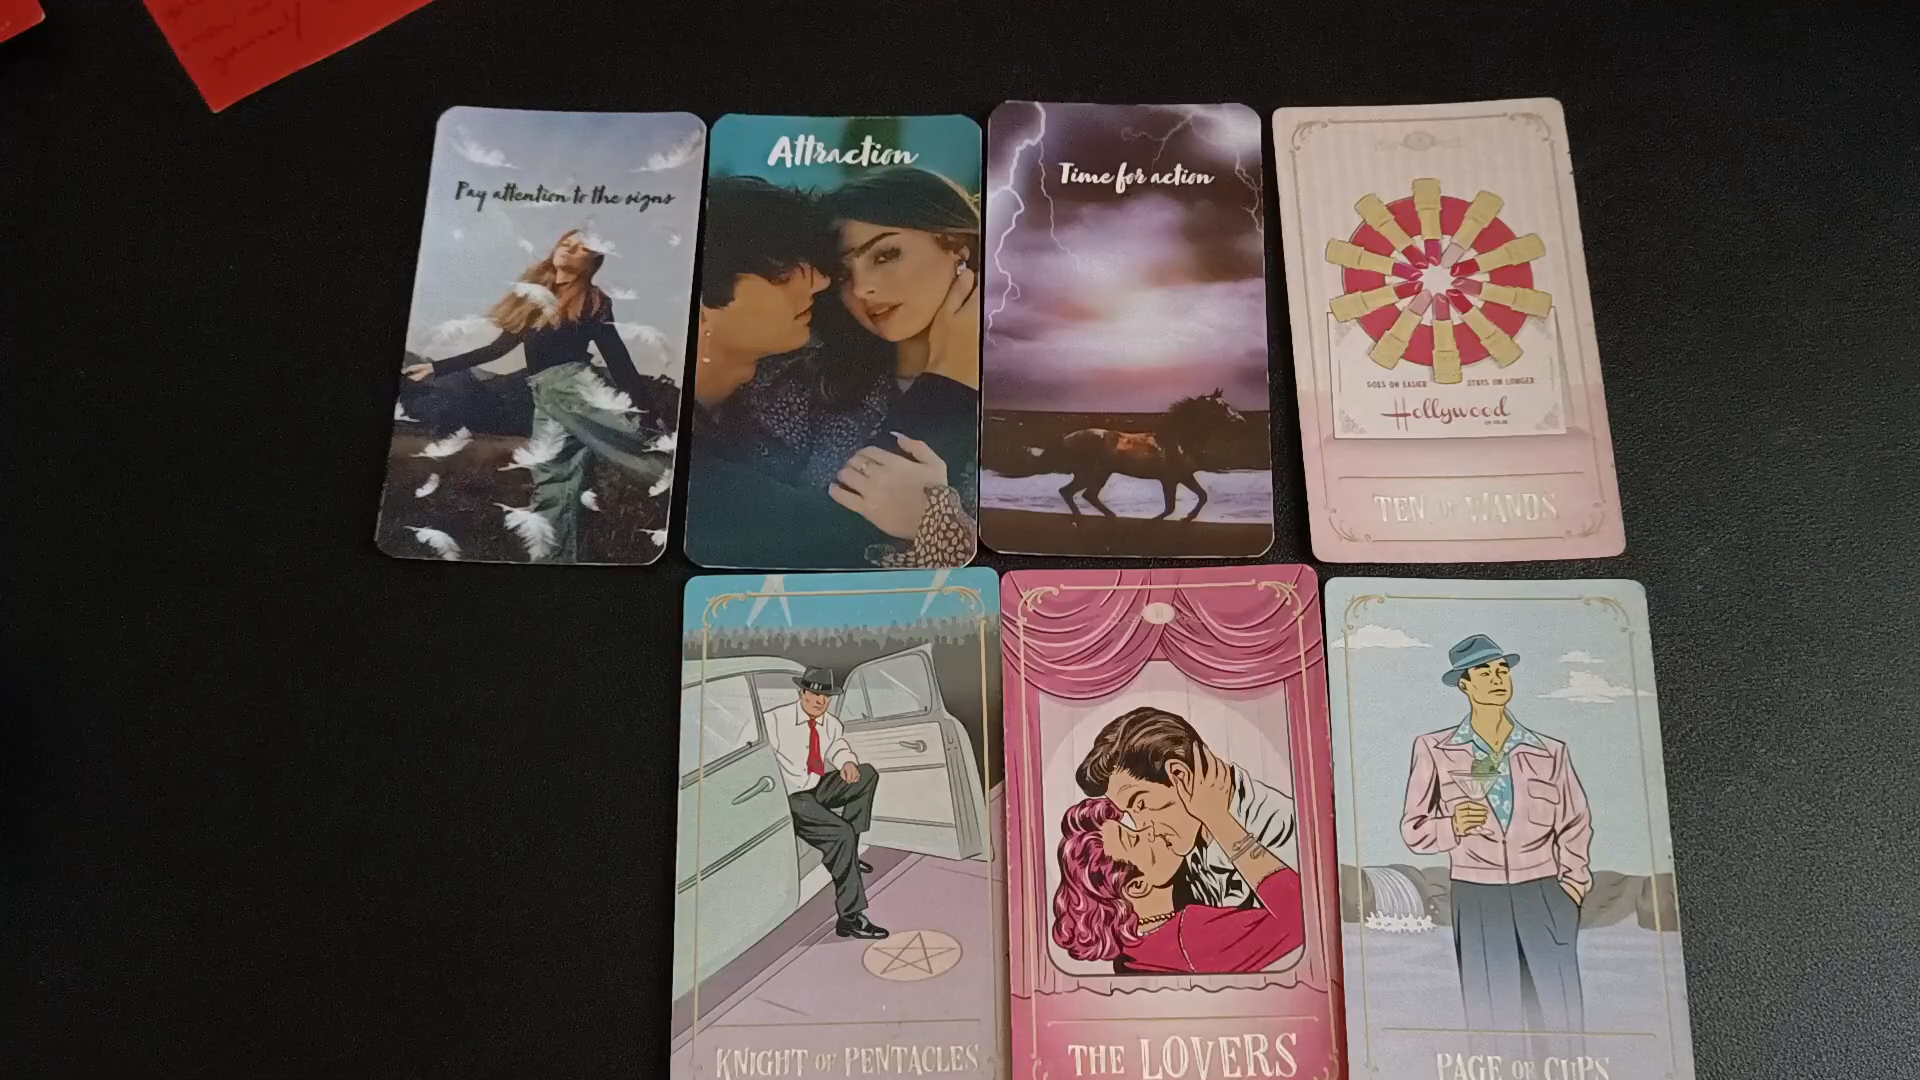 Pay attention to the signs
Attraction
Time for action
GOES ON EASIER STAYS ON LONGER
Hollywood
TEN OF WANDS
KNIGHT OF PENTACLES
VI
THE LOVERS
PAGE OF CUPS